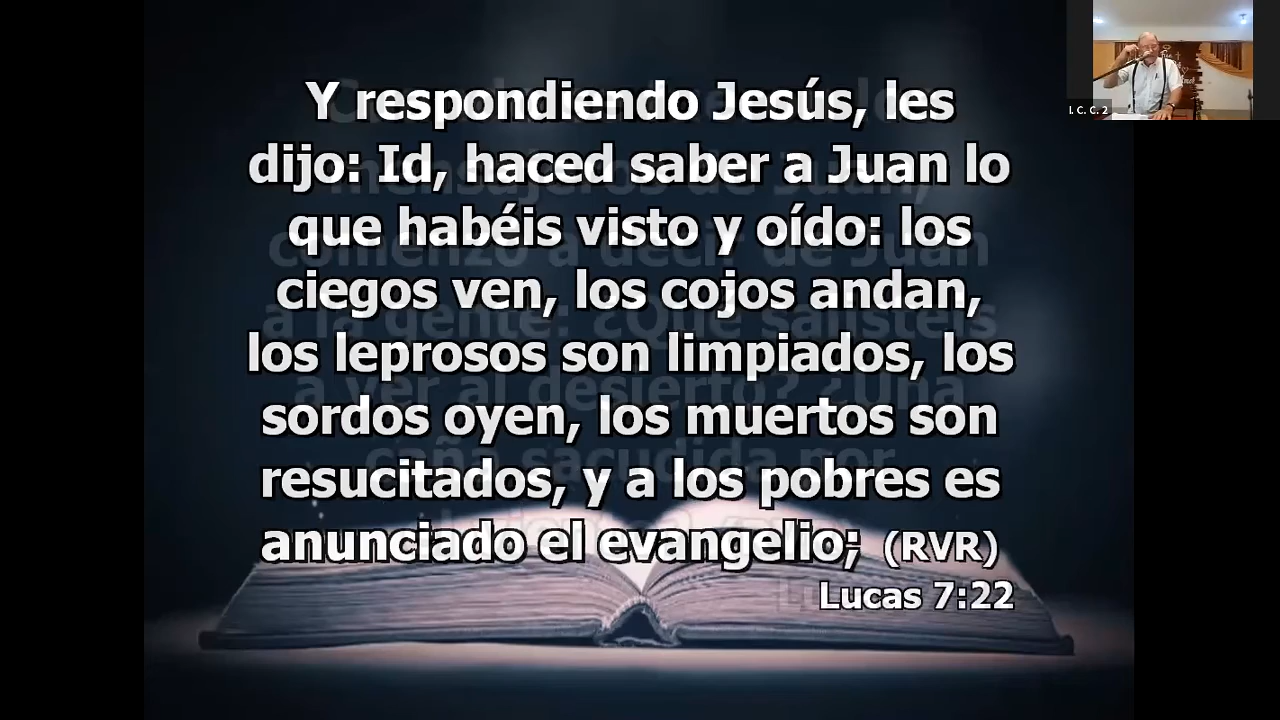 Y respondiendo Jesús, les
dijo: Id, haced saber a Juan lo
que habéis visto y oído: los
ciegos ven, los cojos andan,
los leprosos son limpiados, los
sordos oyen, los muertos son
resucitados, y a los pobres es
anunciado el evangelio; (RVR)
Lucas 7:22
I. C. C. 2